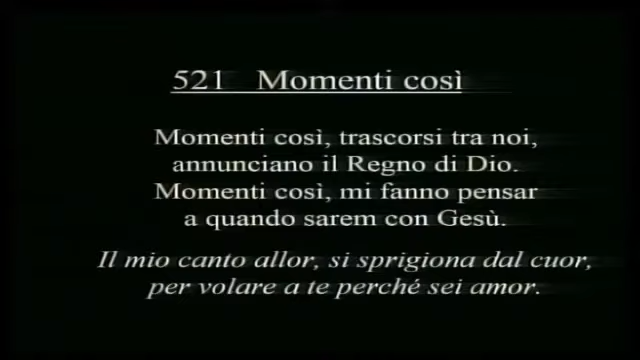 521 Momenti così
Momenti così, trascorsi tra noi,
annunciano il Regno di Dio.
Momenti così, mi fanno pensar
a quando sarem con Gesù.
Il mio canto allor, si sprigiona dal cuor,
per volare a te perché sei amor.